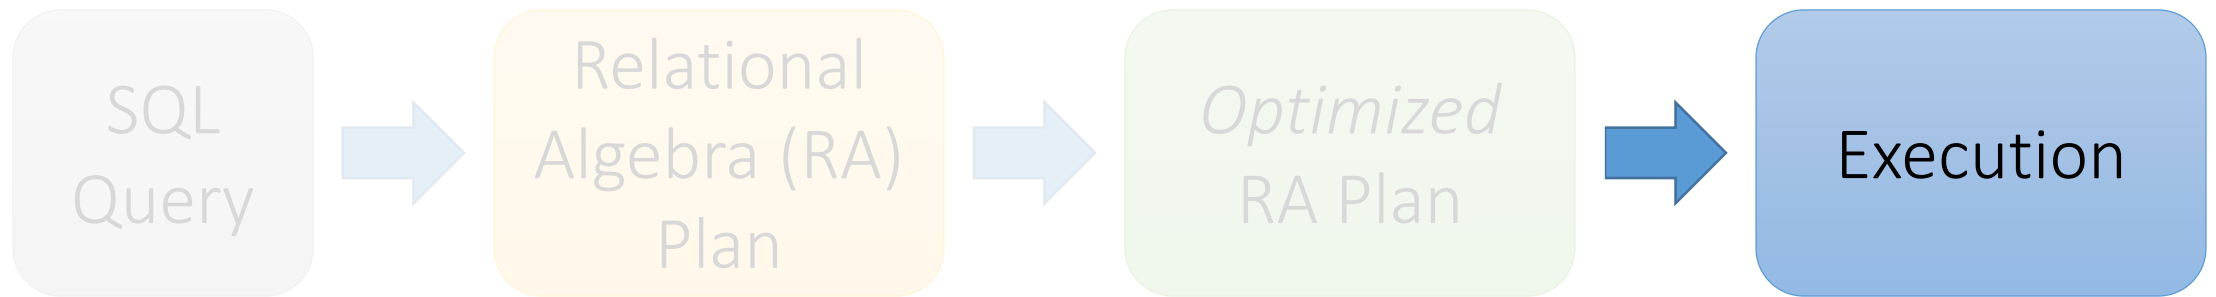 SQL
Query
Relational
Algebra (RA)
Plan
Optimized
RA Plan
Execution